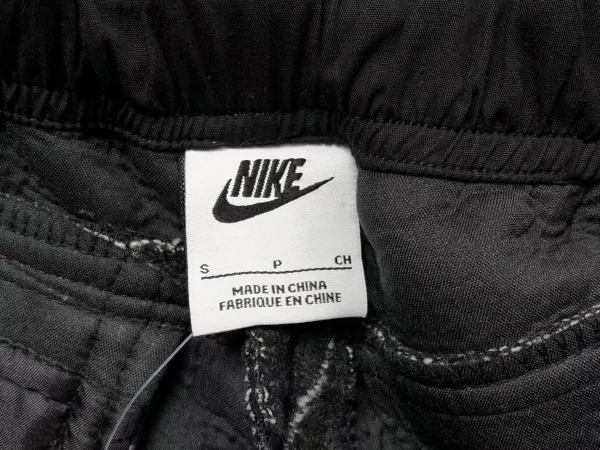 NIKE
S P CH
MADE IN CHINA
FABRIQUE EN CHINE